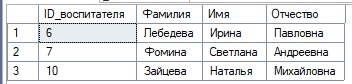 ID_воспитателя Фамилия Имя Отчество
1 6 Лебедева Ирина Павловна
2 7 Фомина Светлана Андреевна
3 10 Зайцева Наталья Михайловна